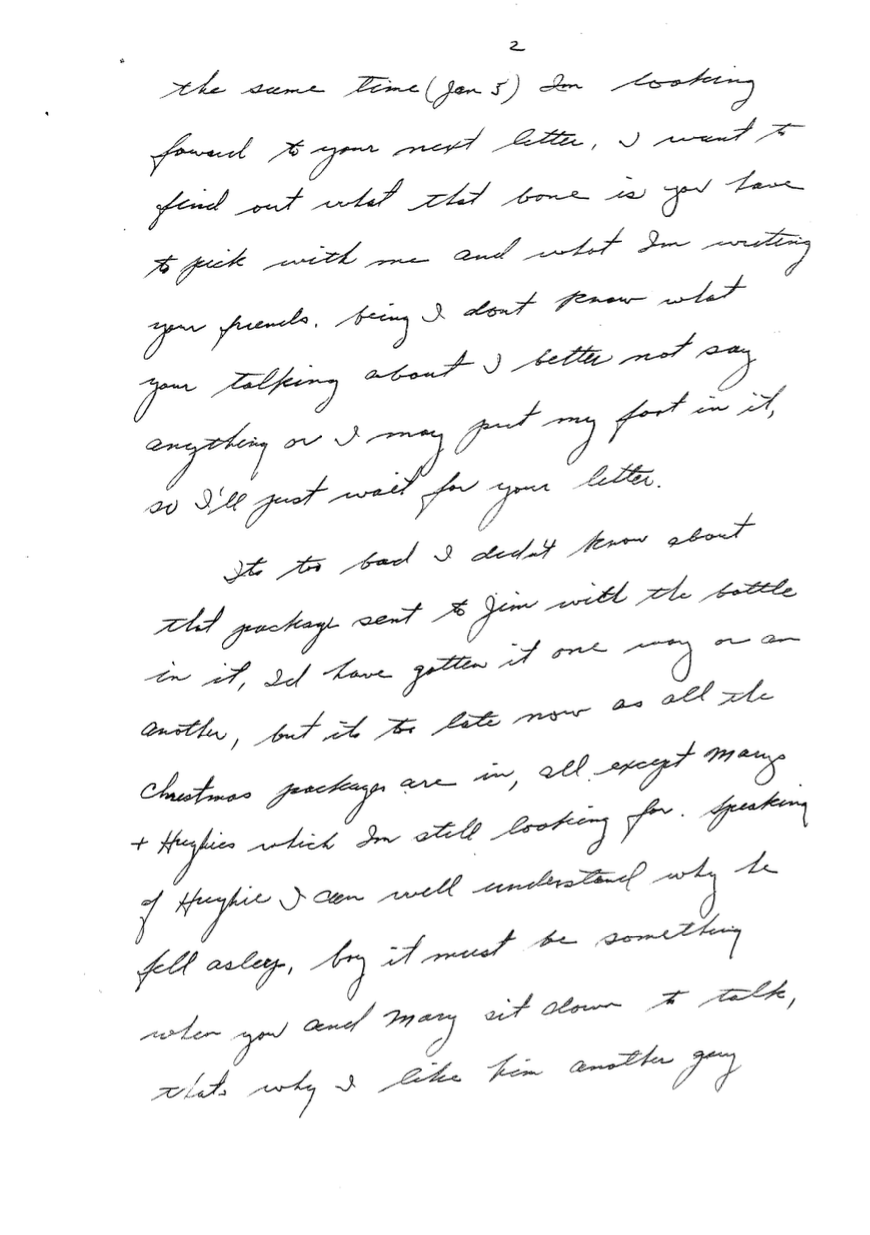 2
the same time (Jan 5) Im looking
foward to your next letter, I want to
find out what that bone is you have
to pick with me and what Im writing
your friends. being I dont know what
your talking about I better not say
anything or I may put my foot in it,
so I'll just wait for your letter.
Its too bad I didn't know about
that package sent to Jim with the bottle
in it, Id have gotten it one way or an
another, but its too late now as all the
Christmas packages are in, all except Marys
+ Hughies which Im still looking for. Speaking
of Hughie I can well understand why he
fell asleep, boy it must be something
when you and Mary sit down to talk,
thats why I like him another guy